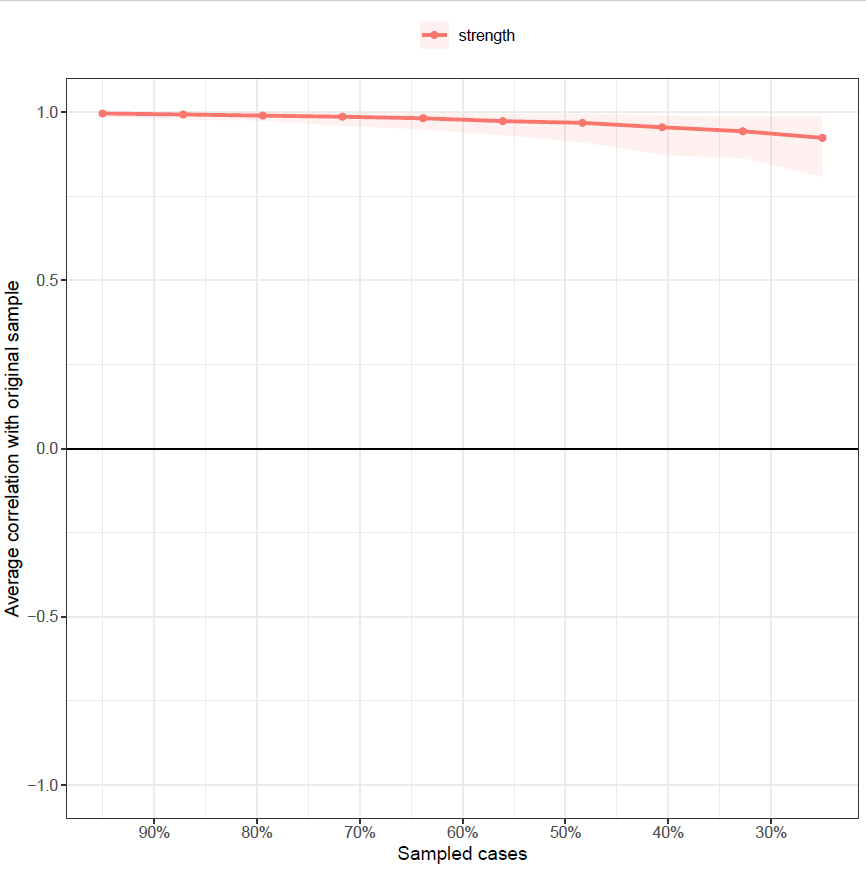 strength
Average correlation with original sample
1.0
0.5
0.0
−0.5
−1.0
90% 80% 70% 60% 50% 40% 30%
Sampled cases